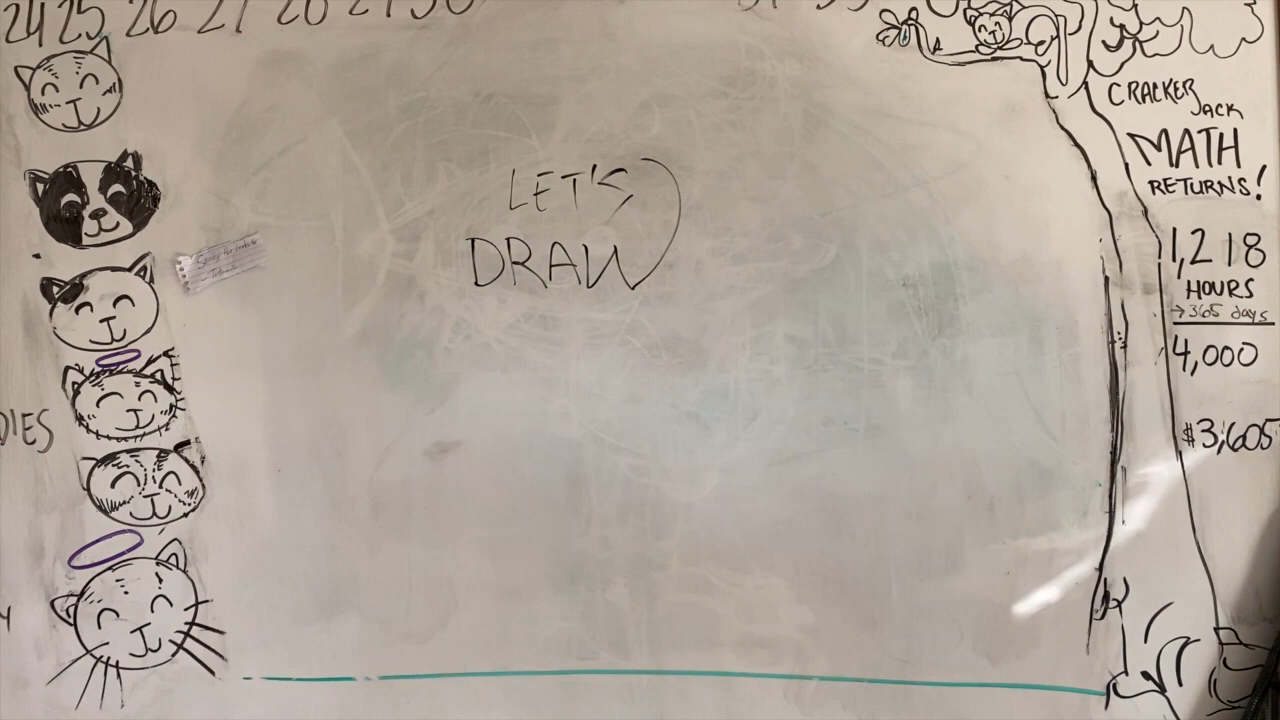 24 25 26 27 28 29 30
LET'S
DRAW
CRACKER
JACK
MATH
RETURNS!
1,218
HOURS
→365 days
4,000
$3,605
DIES